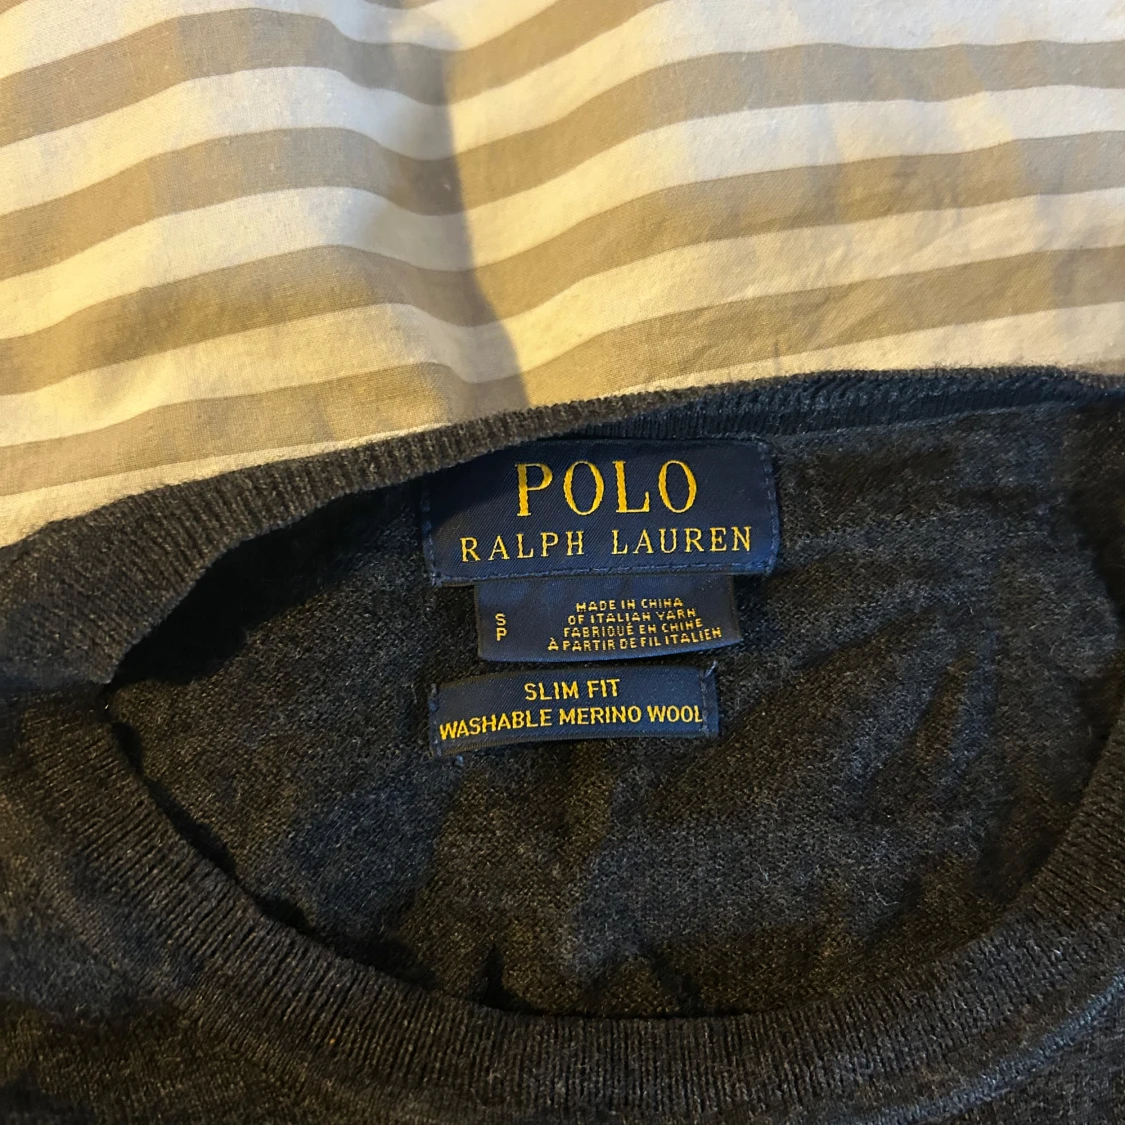 POLO
RALPH LAUREN
S
P
MADE IN CHINA
OF ITALIAN YARN
FABRIQUÉ EN CHINE
À PARTIR DE FIL ITALIEN
SLIM FIT
WASHABLE MERINO WOOL